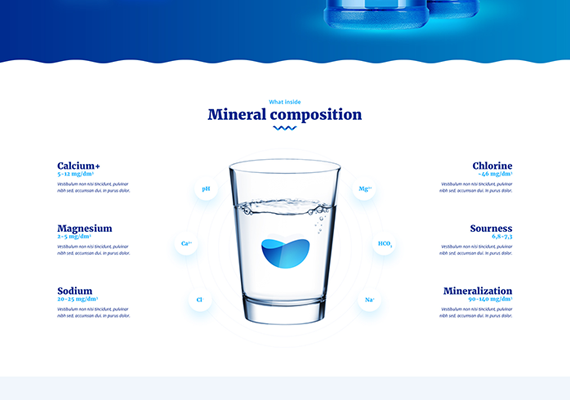 What inside
Mineral composition
Calcium+
5-12 mg/dm³
Vestibulum non nisi tincidunt, pulvinar
nibh sed, accumsan dui. In purus dolor.
Magnesium
1-5 mg/dm³
Vestibulum non nisi tincidunt, pulvinar
nibh sed, accumsan dui. In purus dolor.
Sodium
20-25 mg/dm³
Vestibulum non nisi tincidunt, pulvinar
nibh sed, accumsan dui. In purus dolor.
pH
Ca²⁺
Cl
Mg²⁺
HCO₃
Na
Chlorine
~46 mg/dm³
Vestibulum non nisi tincidunt, pulvinar
nibh sed, accumsan dui. In purus dolor.
Sourness
6,8-7,3
Vestibulum non nisi tincidunt, pulvinar
nibh sed, accumsan dui. In purus dolor.
Mineralization
90-140 mg/dm³
Vestibulum non nisi tincidunt, pulvinar
nibh sed, accumsan dui. In purus dolor.